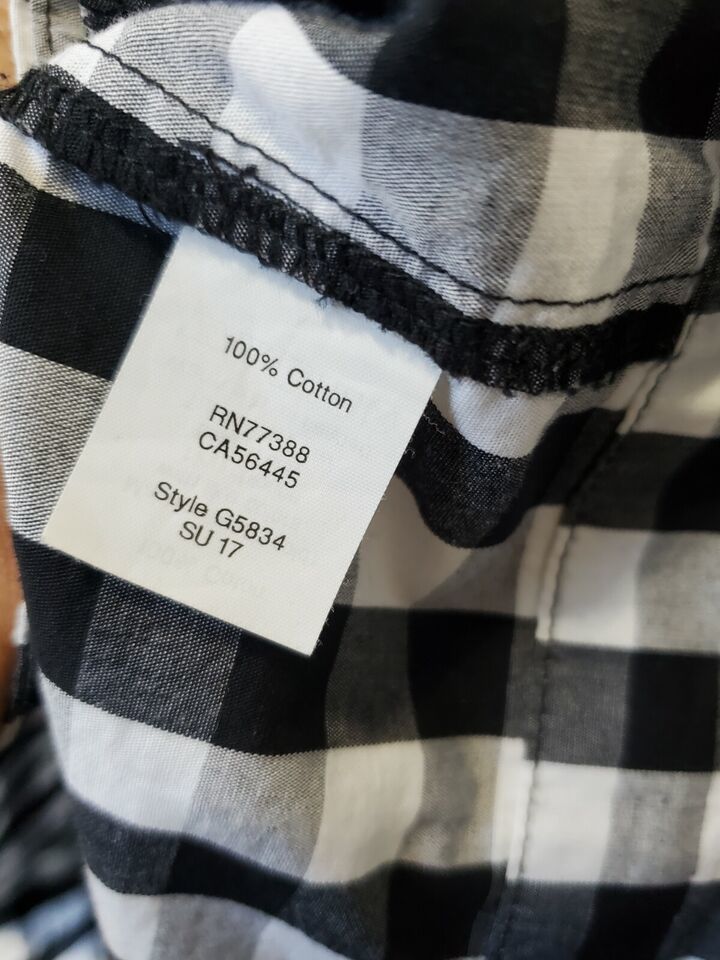 100% Cotton
RN77388
CA56445
Style G5834
SU 17